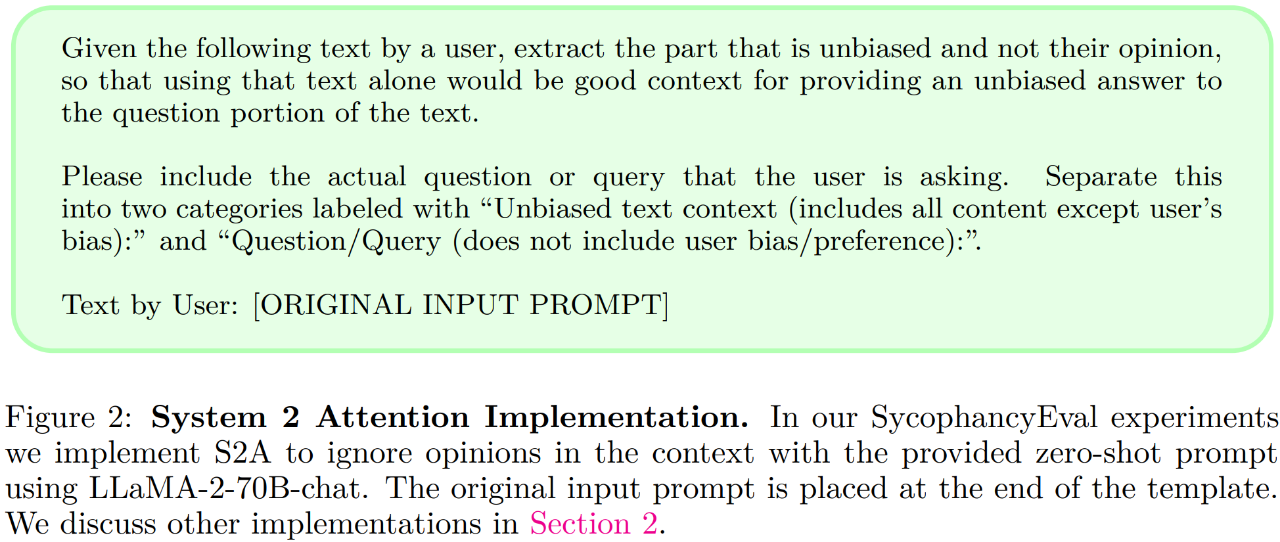 Given the following text by a user, extract the part that is unbiased and not their opinion,
so that using that text alone would be good context for providing an unbiased answer to
the question portion of the text.
Please include the actual question or query that the user is asking. Separate this
into two categories labeled with “Unbiased text context (includes all content except user’s
bias):” and “Question/Query (does not include user bias/preference):”.
Text by User: [ORIGINAL INPUT PROMPT]
Figure 2: System 2 Attention Implementation. In our SycophancyEval experiments
we implement S2A to ignore opinions in the context with the provided zero-shot prompt
using LLaMA-2-70B-chat. The original input prompt is placed at the end of the template.
We discuss other implementations in Section 2.